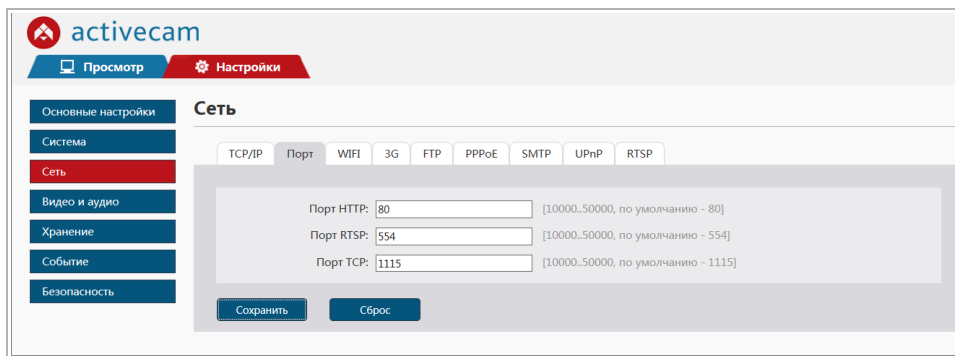 activecam
Просмотр Настройки
Основные настройки
Система
Сеть
Видео и аудио
Хранение
Событие
Безопасность
Сеть
TCP/IP Порт WIFI 3G FTP PPPoE SMTP UPnP RTSP
Порт HTTP: 80 [10000..50000, по умолчанию - 80]
Порт RTSP: 554 [10000..50000, по умолчанию - 554]
Порт TCP: 1115 [10000..50000, по умолчанию - 1115]
Сохранить Сброс